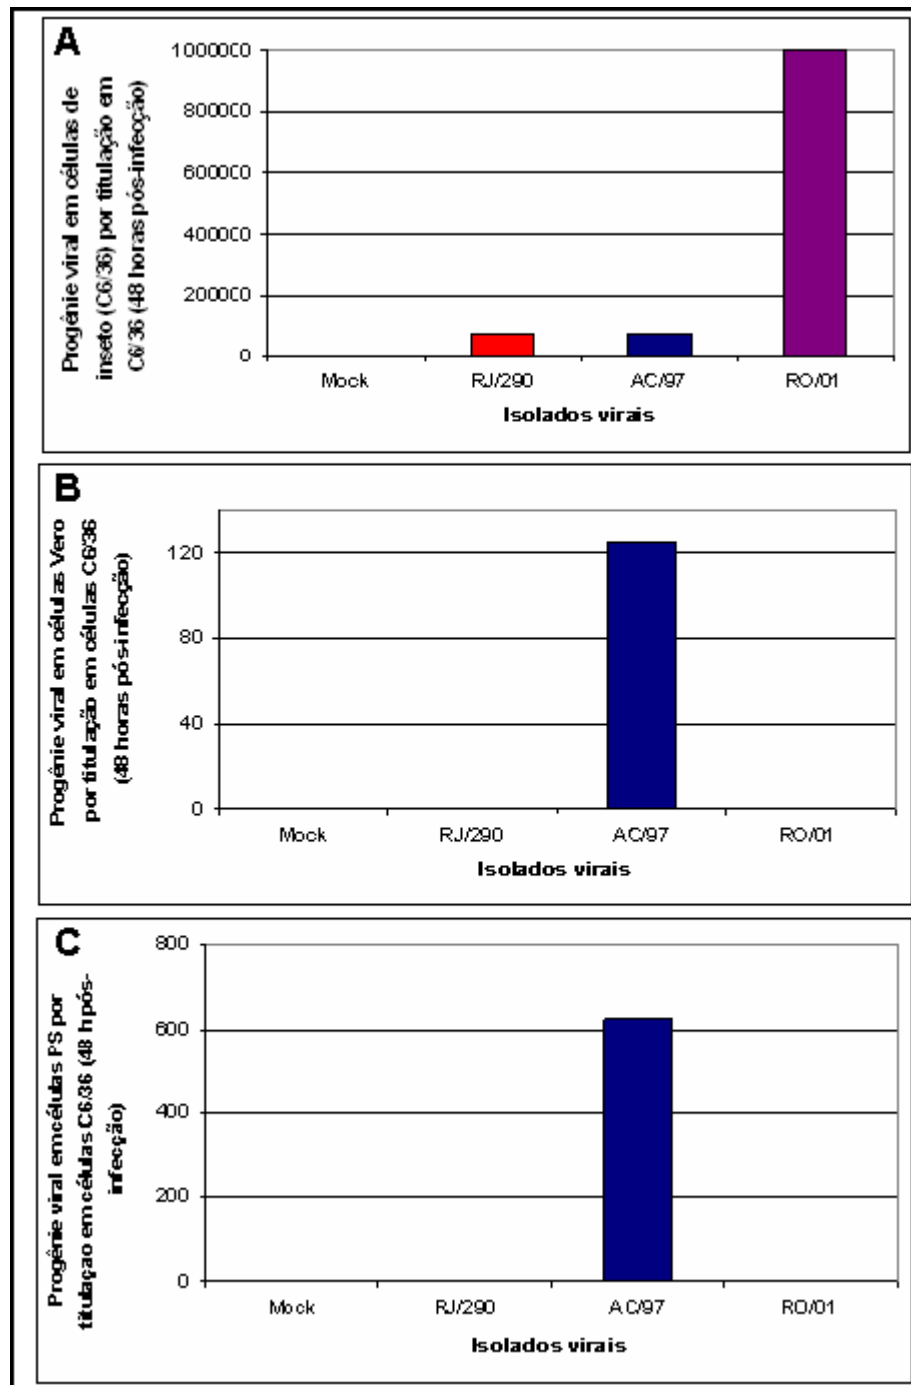 A
Progênie viral em células de
inseto (C6/36) por titulação em
C6/36 (48 horas pós-infecção)
1000000
800000
600000
400000
200000
0
Mock RJ/290 AC/97 RO/01
Isolados virais
B
Progênie viral em células Vero
por titulação em células C6/36
(48 horas pós-infecção)
120
80
40
0
Mock RJ/290 AC/97 RO/01
Isolados virais
C
Progênie viral em células PS por
titulaçao em células C6/36 (48 h pós-
infecção)
800
600
400
200
0
Mock RJ/290 AC/97 RO/01
Isolados virais